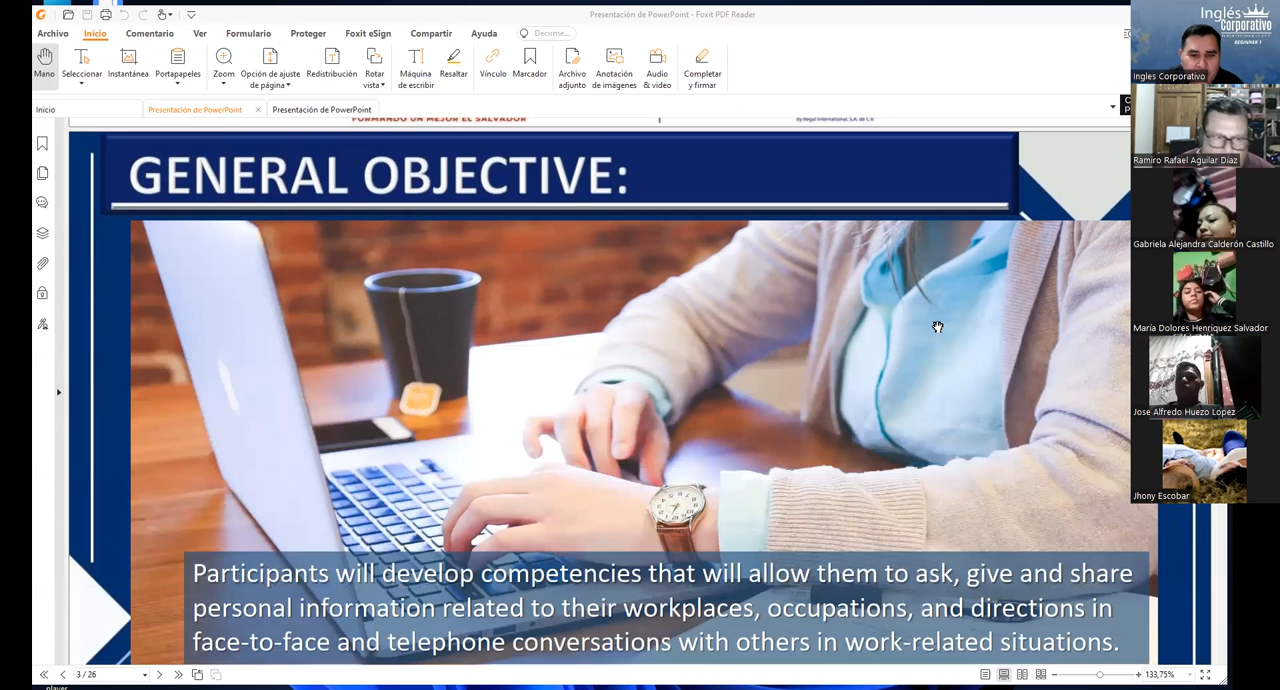 Presentación de PowerPoint - Foxit PDF Reader
Archivo Inicio Comentario Ver Formulario Proteger Foxit eSign Compartir Ayuda Decirme...
Mano Seleccionar Instantánea Portapapeles Zoom Opción de ajuste de página Redistribución Rotar vista Máquina de escribir Resaltar Vínculo Marcador Archivo adjunto Anotación de imágenes Audio & video Completar y firmar
Inicio Presentación de PowerPoint Presentación de PowerPoint
FORMANDO UN MEJOR EL SALVADOR
GENERAL OBJECTIVE:
Participants will develop competencies that will allow them to ask, give and share
personal information related to their workplaces, occupations, and directions in
face-to-face and telephone conversations with others in work-related situations.
3 / 26
133,75%
player
Inglés
Corporativo
BEGINNER 1
Ingles Corporativo
Ramiro Rafael Aguilar Díaz
Gabriela Alejandra Calderón Castillo
María Dolores Henriquez Salvador
Jose Alfredo Huezo Lopez
Jhony Escobar